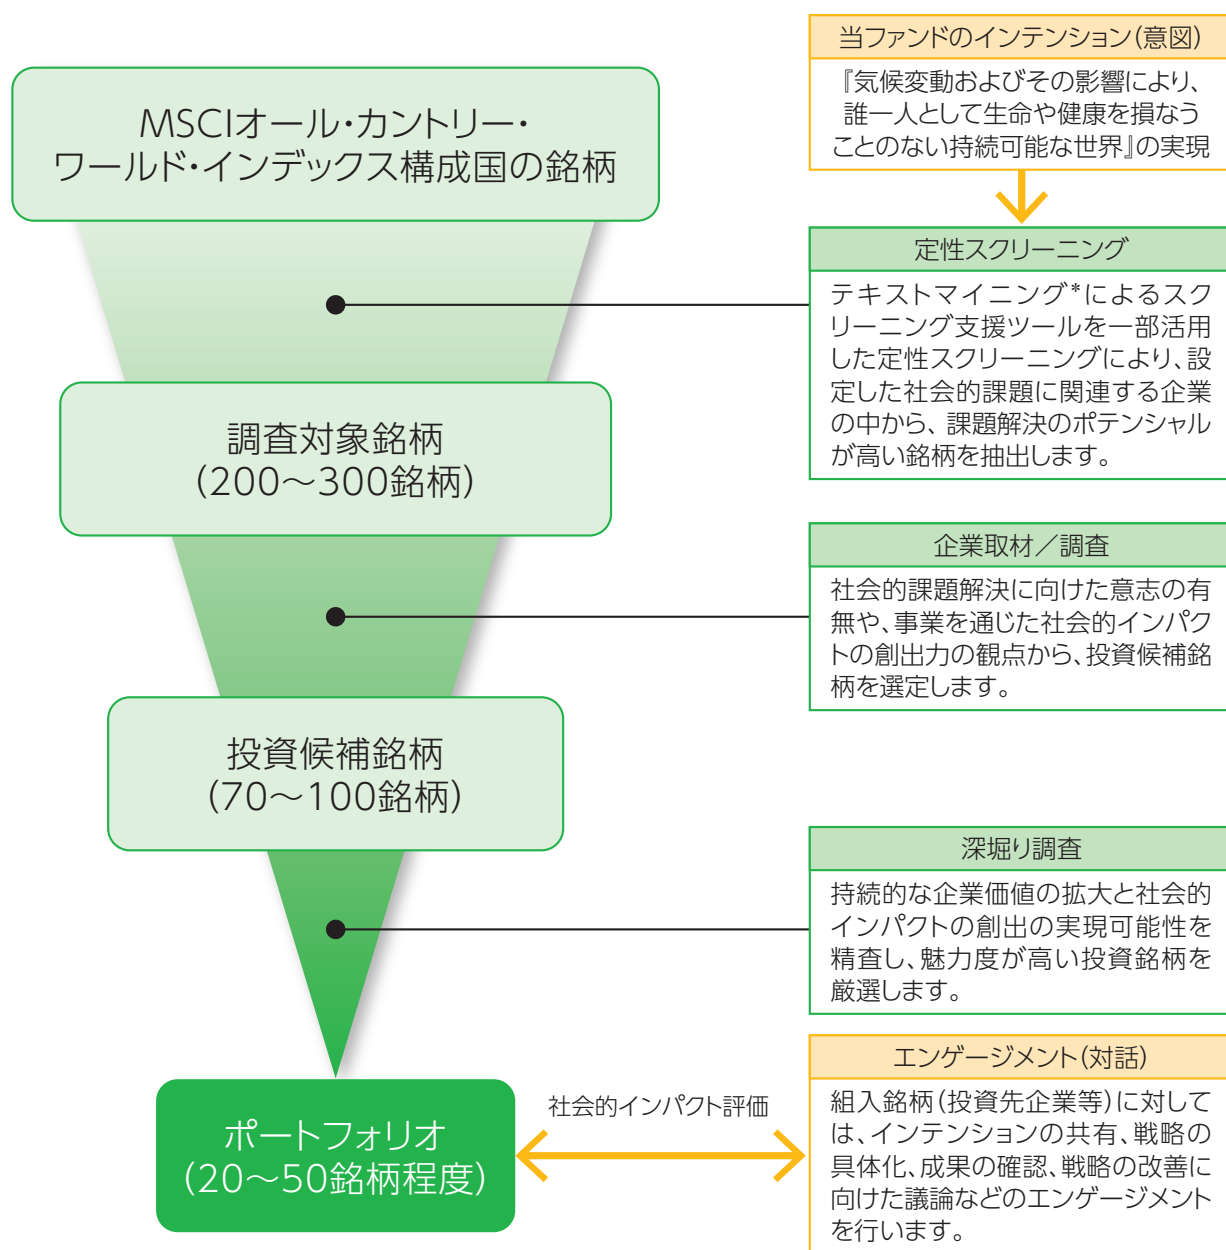 当ファンドのインテンション(意図)
『気候変動およびその影響により、
誰一人として生命や健康を損なう
ことのない持続可能な世界』の実現
MSCIオール・カントリー・
ワールド・インデックス構成国の銘柄
定性スクリーニング
テキストマイニング*によるスク
リーニング支援ツールを一部活用
した定性スクリーニングにより、設
定した社会的課題に関連する企業
の中から、課題解決のポテンシャル
が高い銘柄を抽出します。
調査対象銘柄
(200～300銘柄)
企業取材／調査
社会的課題解決に向けた意志の有
無や、事業を通じた社会的インパク
トの創出力の観点から、投資候補銘
柄を選定します。
投資候補銘柄
(70～100銘柄)
深堀り調査
持続的な企業価値の拡大と社会的
インパクトの創出の実現可能性を
精査し、魅力度が高い投資銘柄を
厳選します。
ポートフォリオ
(20～50銘柄程度)
社会的インパクト評価
エンゲージメント(対話)
組入銘柄(投資先企業等)に対して
は、インテンションの共有、戦略の
具体化、成果の確認、戦略の改善に
向けた議論などのエンゲージメント
を行います。